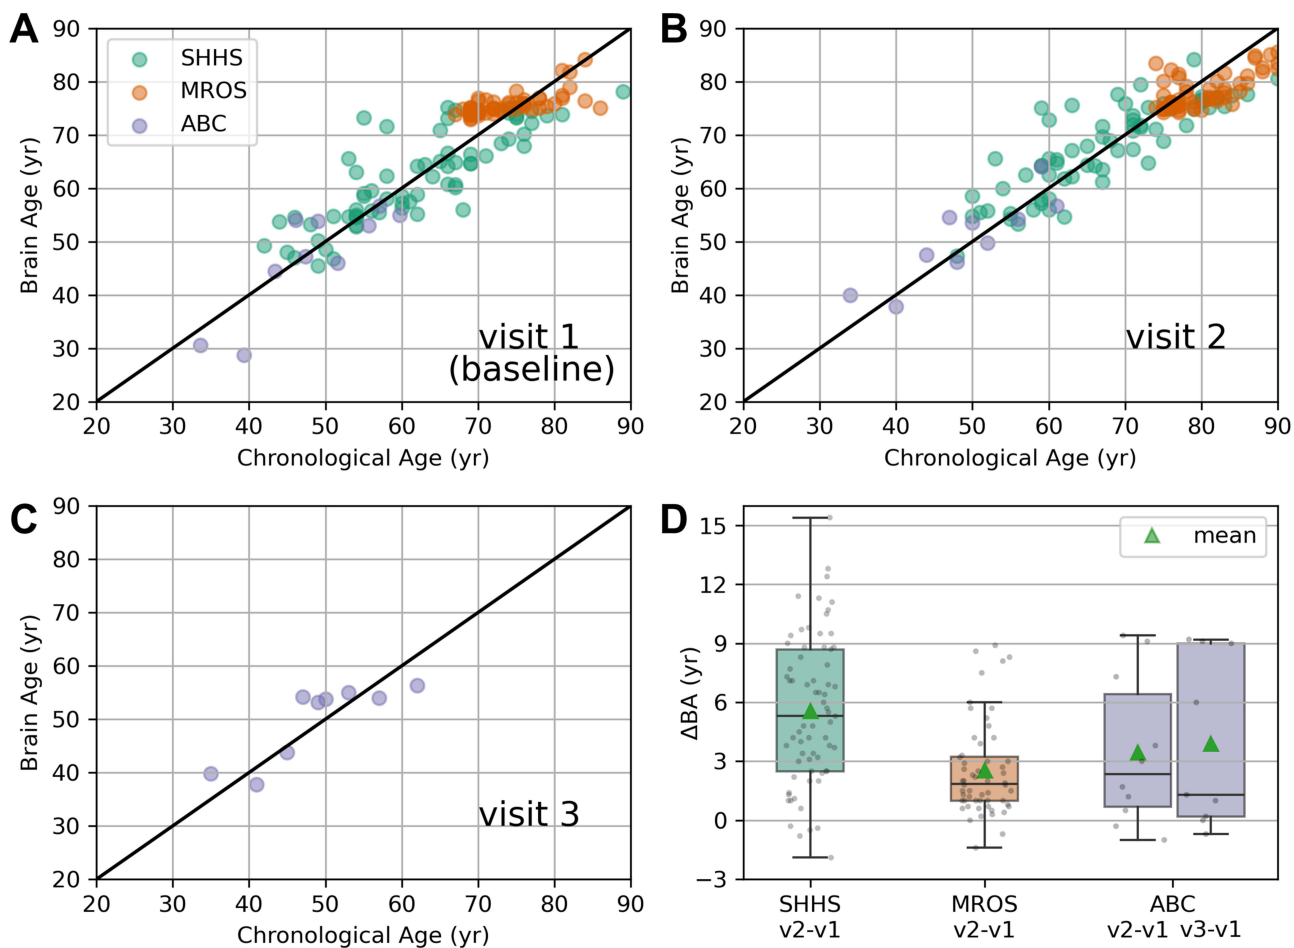 A
90
80
70
60
50
40
30
20
Brain Age (yr)
SHHS
MROS
ABC
visit 1
(baseline)
20 30 40 50 60 70 80 90
Chronological Age (yr)
B
90
80
70
60
50
40
30
20
Brain Age (yr)
visit 2
20 30 40 50 60 70 80 90
Chronological Age (yr)
C
90
80
70
60
50
40
30
20
Brain Age (yr)
visit 3
20 30 40 50 60 70 80 90
Chronological Age (yr)
D
15
12
9
6
3
0
−3
ΔBA (yr)
mean
SHHS MROS ABC
v2-v1 v2-v1 v2-v1 v3-v1